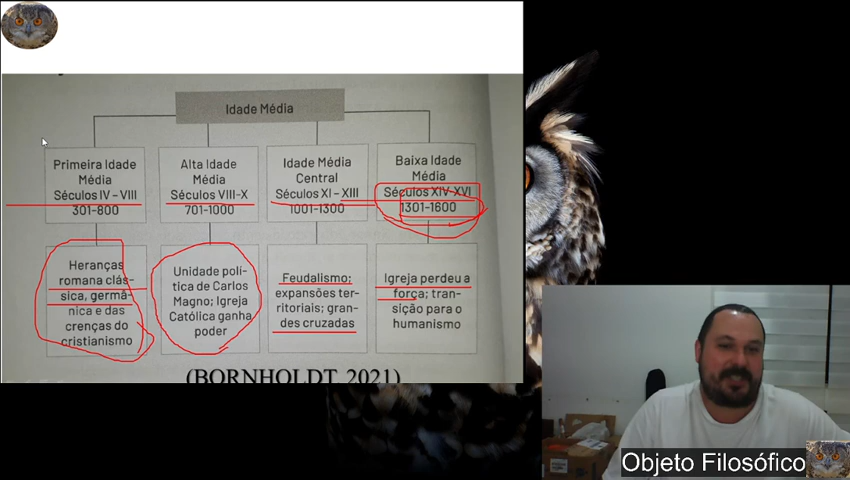 Idade Média
Primeira Idade
Média
Séculos IV – VIII
301-800
Alta Idade
Média
Séculos VIII-X
701-1000
Idade Média
Central
Séculos XI – XIII
1001-1300
Baixa Idade
Média
Séculos XIV-XVI
1301-1600
Heranças
romana clás-
sica, germâ-
nica e das
crenças do
cristianismo
Unidade polí-
tica de Carlos
Magno; Igreja
Católica ganha
poder
Feudalismo;
expansões ter-
ritoriais; gran-
des cruzadas
Igreja perdeu a
força; tran-
sição para o
humanismo
(BORNHOLDT, 2021)
Objeto Filosófico